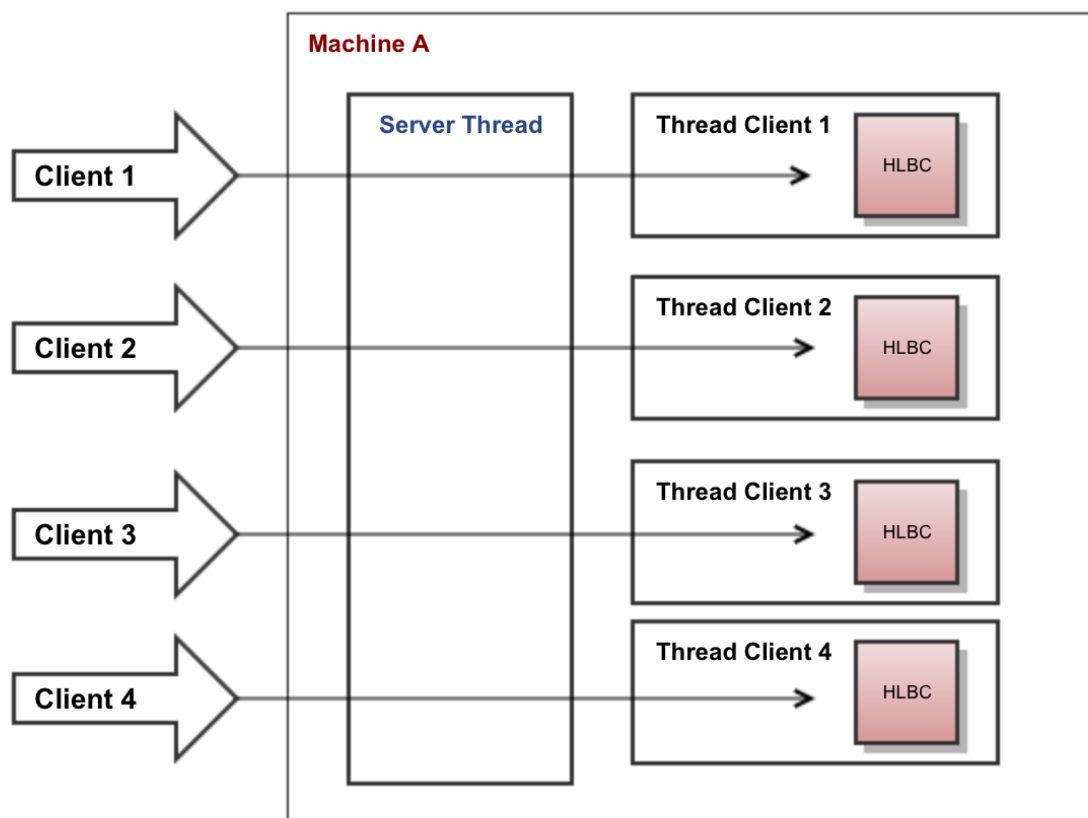 Machine A
Server Thread
Client 1
Thread Client 1
HLBC
Client 2
Thread Client 2
HLBC
Client 3
Thread Client 3
HLBC
Client 4
Thread Client 4
HLBC